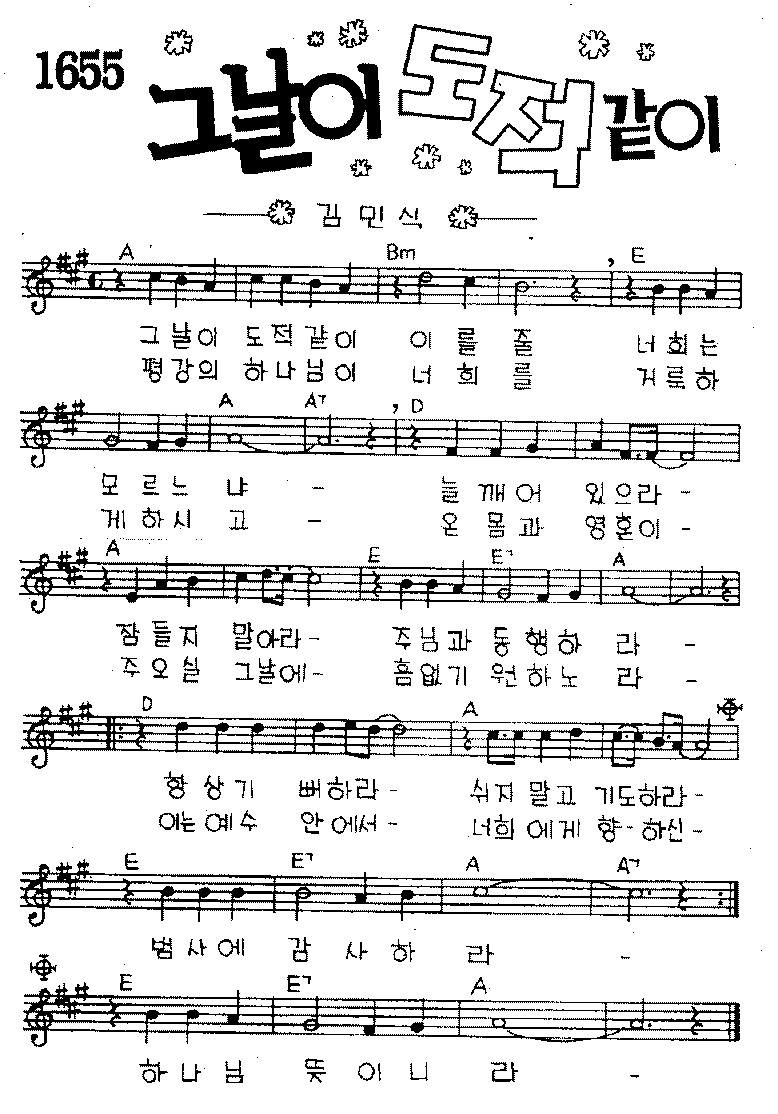 1655
그날이 도적같이
김민식
A Bm E
그날이 도적같이 이를 줄 너희는
평강의 하나님이 너희를 거룩하
A A7 D
모르느냐 - 늘깨어 있으라 -
게하시고 - 온몸과 영혼이 -
A E E7 A
잠들지 말아라 - 주님과 동행하라 -
주오실 그날에 - 흠없기 원하노라 -
D A
항상기뻐하라 - 쉬지말고 기도하라 -
이는예수 안에서 - 너희에게 향-하신 -
E E7 A A7
범사에 감사하라 -
E E7 A
하나님 뜻이니라 -